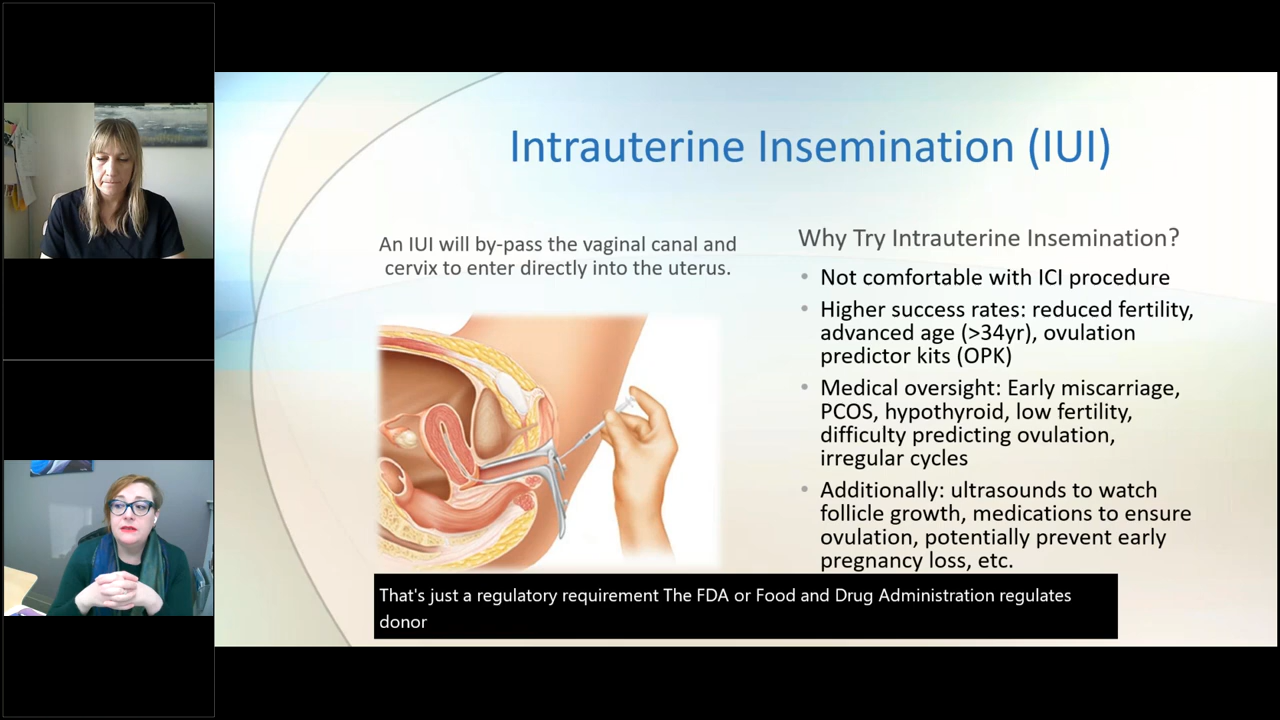 Intrauterine Insemination (IUI)
An IUI will by-pass the vaginal canal and
cervix to enter directly into the uterus.
Why Try Intrauterine Insemination?
• Not comfortable with ICI procedure
• Higher success rates: reduced fertility,
advanced age (>34yr), ovulation
predictor kits (OPK)
• Medical oversight: Early miscarriage,
PCOS, hypothyroid, low fertility,
difficulty predicting ovulation,
irregular cycles
• Additionally: ultrasounds to watch
follicle growth, medications to ensure
ovulation, potentially prevent early
pregnancy loss, etc.
That's just a regulatory requirement The FDA or Food and Drug Administration regulates
donor